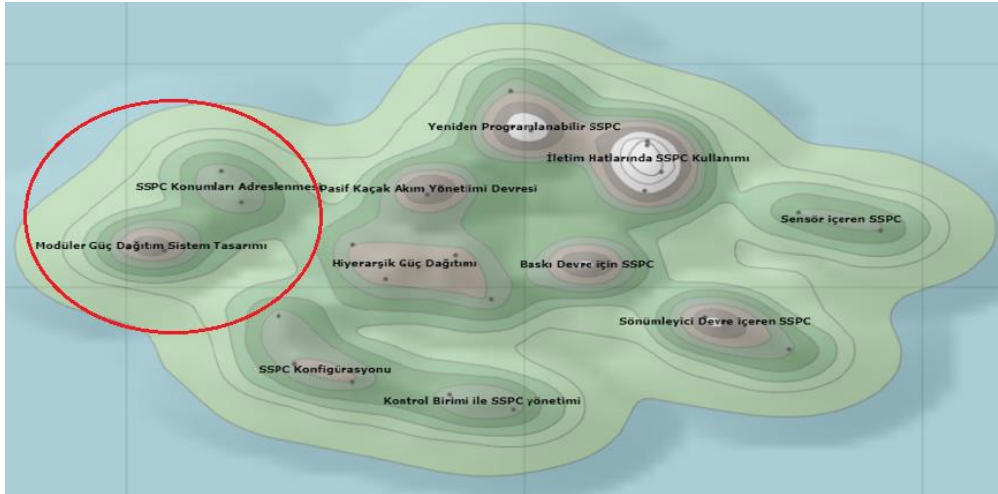 Yeniden Programlanabilir SSPC
İletim Hatlarında SSPC Kullanımı
SSPC Konumları Adreslenmesi
Pasif Kaçak Akım Yönetiimi Devresi
Sensör içeren SSPC
Modüler Güç Dağıtım Sistem Tasarımı
Hiyerarşik Güç Dağıtımı
Baskı Devre için SSPC
Sönümleyici Devre içeren SSPC
SSPC Konfigürasyonu
Kontrol Birimi ile SSPC yönetimi